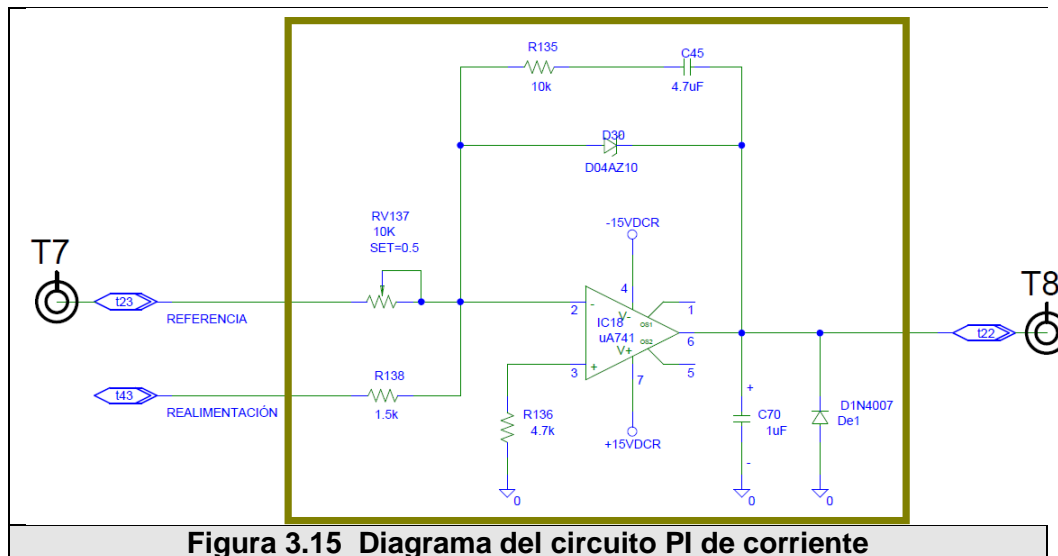 R135
10k
C45
4.7uF
D30
D04AZ10
RV137
10K
SET=0.5
-15VDCR
T7
T8
t23
REFERENCIA
2
-
4
V-
OS1
1
IC18
uA741
6
OS2
V+
3
+
7
5
t22
t43
REALIMENTACIÓN
R138
1.5k
R136
4.7k
+15VDCR
+
C70
1uF
-
D1N4007
De1
0
0
0
Figura 3.15 Diagrama del circuito PI de corriente